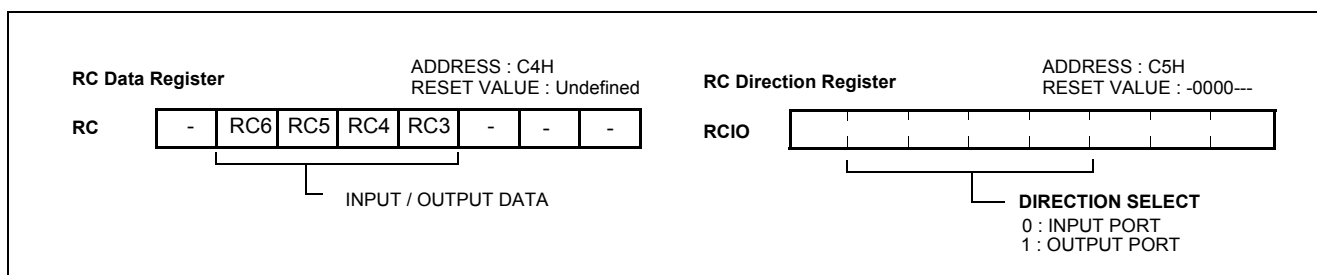 RC Data Register
ADDRESS : C4H
RESET VALUE : Undefined
RC - RC6 RC5 RC4 RC3 - - -
INPUT / OUTPUT DATA
RC Direction Register
ADDRESS : C5H
RESET VALUE : -0000---
RCIO
DIRECTION SELECT
0 : INPUT PORT
1 : OUTPUT PORT